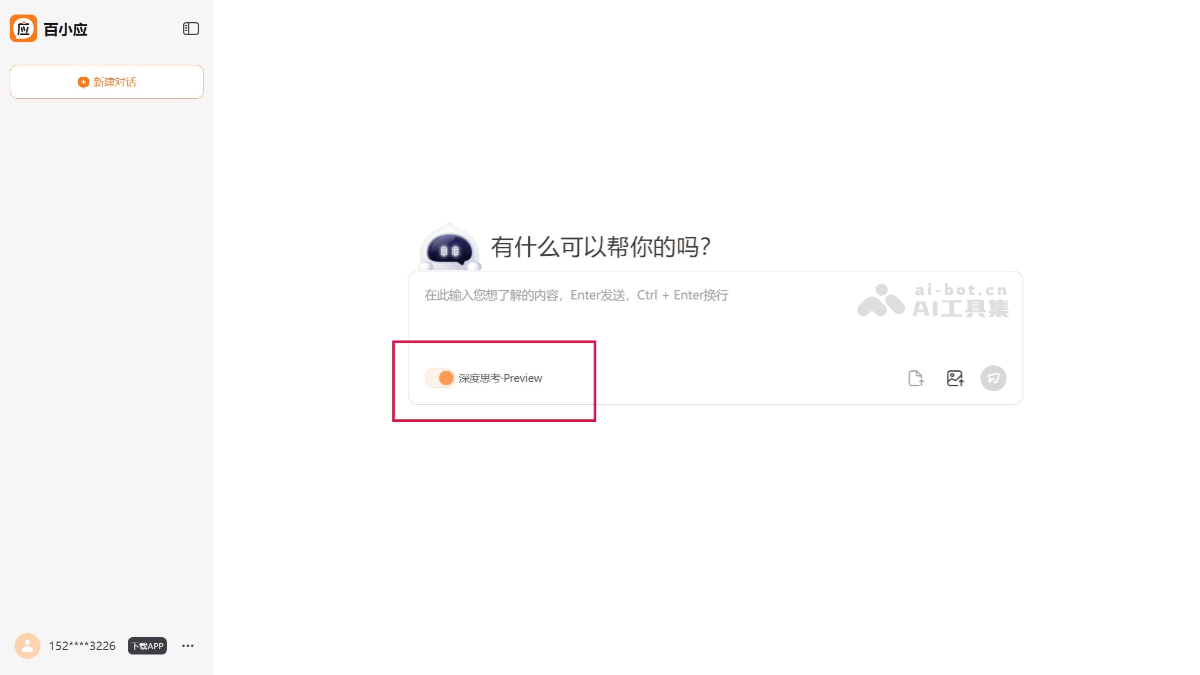 应 百小应
新建对话
有什么可以帮你的吗?
在此输入您想了解的内容，Enter发送，Ctrl + Enter换行
ai-bot.cn
AI工具集
深度思考·Preview
152****3226 下载APP